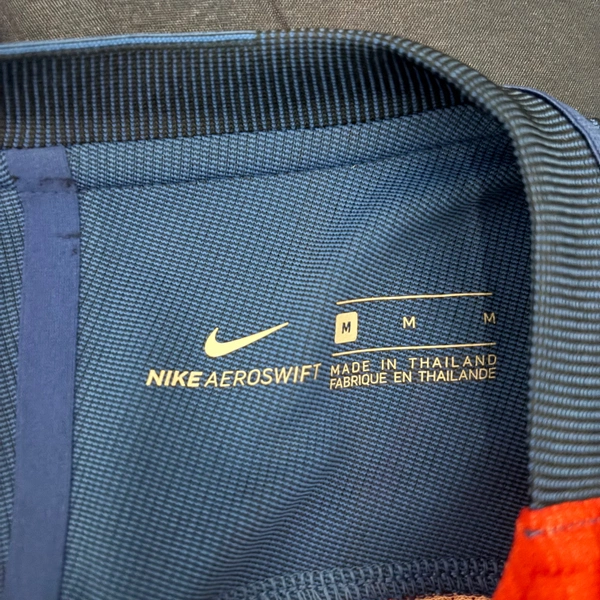 M M M
NIKE AEROSWIFT
MADE IN THAILAND
FABRIQUE EN THAILANDE